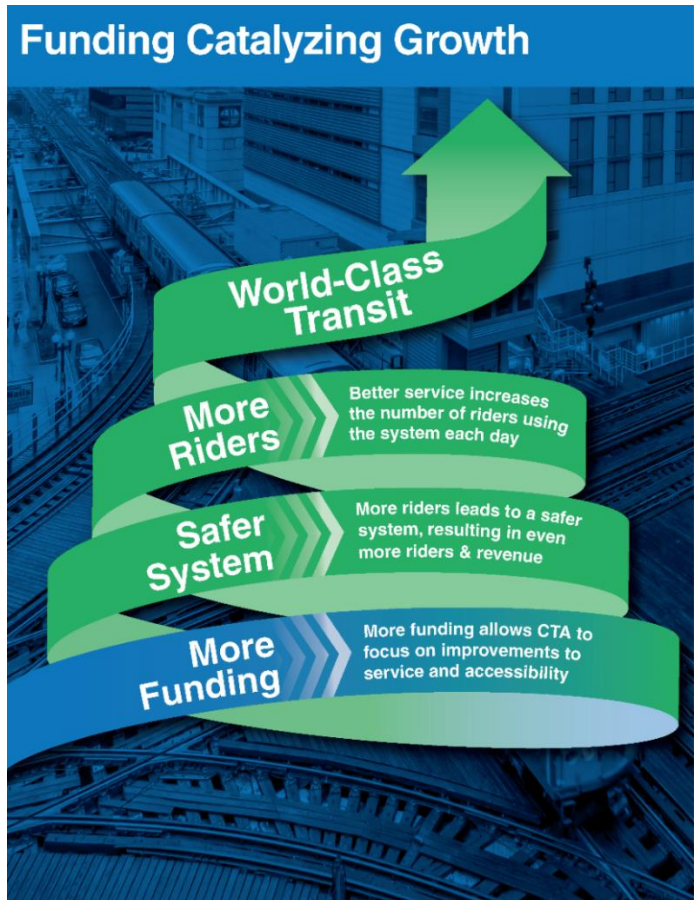 Funding Catalyzing Growth
World-Class
Transit
More
Riders
Better service increases
the number of riders using
the system each day
Safer
System
More riders leads to a safer
system, resulting in even
more riders & revenue
More
Funding
More funding allows CTA to
focus on improvements to
service and accessibility